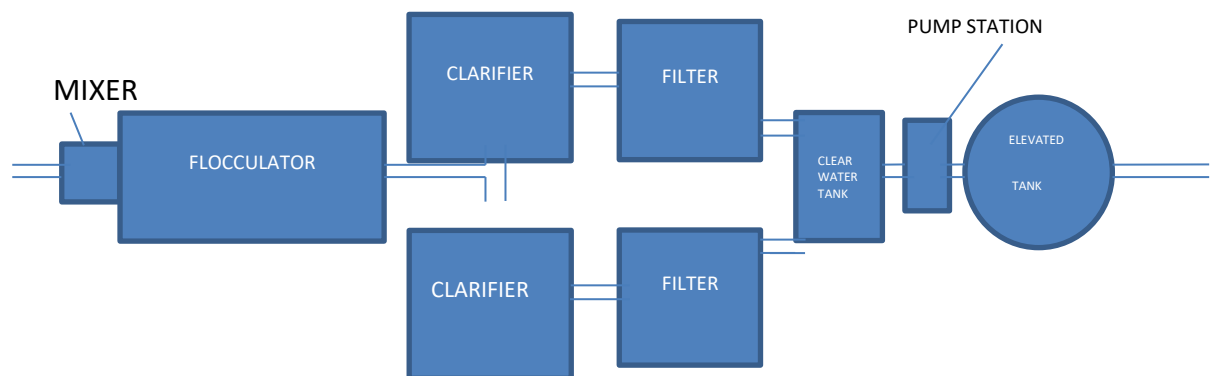 PUMP STATION
MIXER
CLARIFIER
FILTER
FLOCCULATOR
ELEVATED
TANK
CLEAR
WATER
TANK
CLARIFIER
FILTER